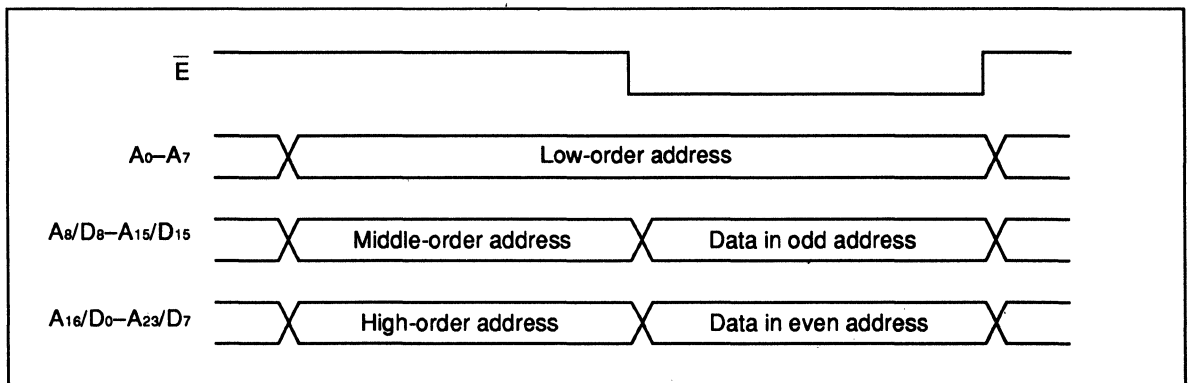 E̅
A0–A7 Low-order address
A8/D8–A15/D15 Middle-order address Data in odd address
A16/D0–A23/D7 High-order address Data in even address